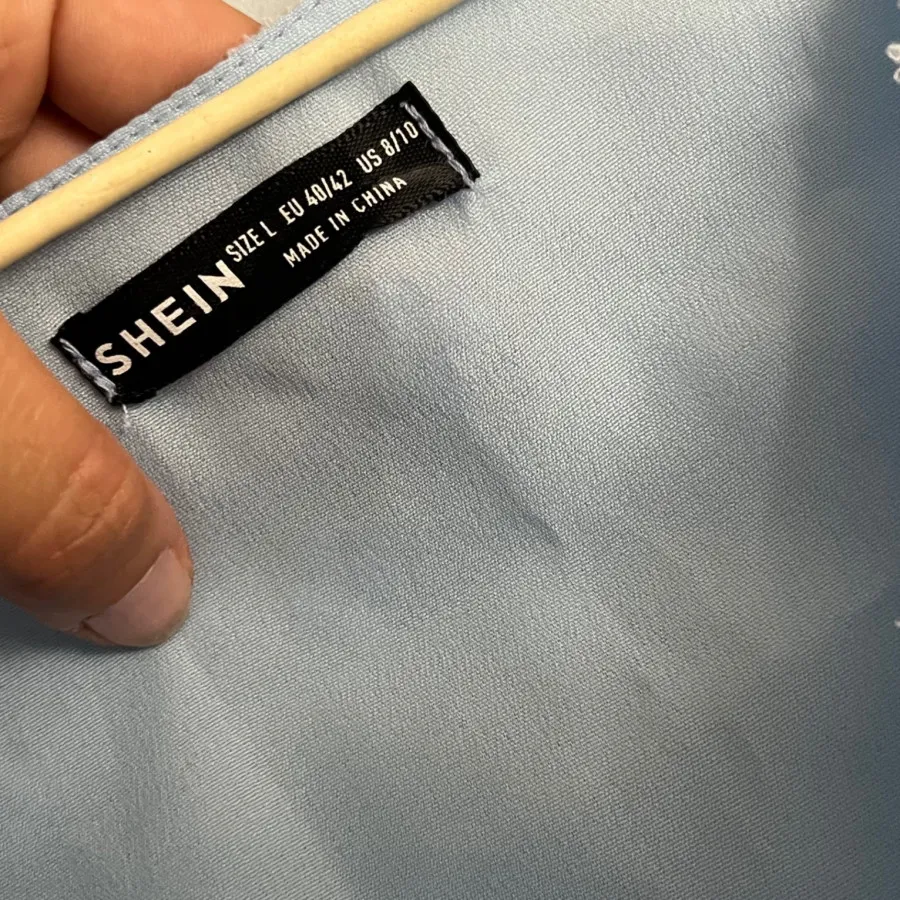 SHEIN
SIZE L EU 40/42 US 8/10
MADE IN CHINA